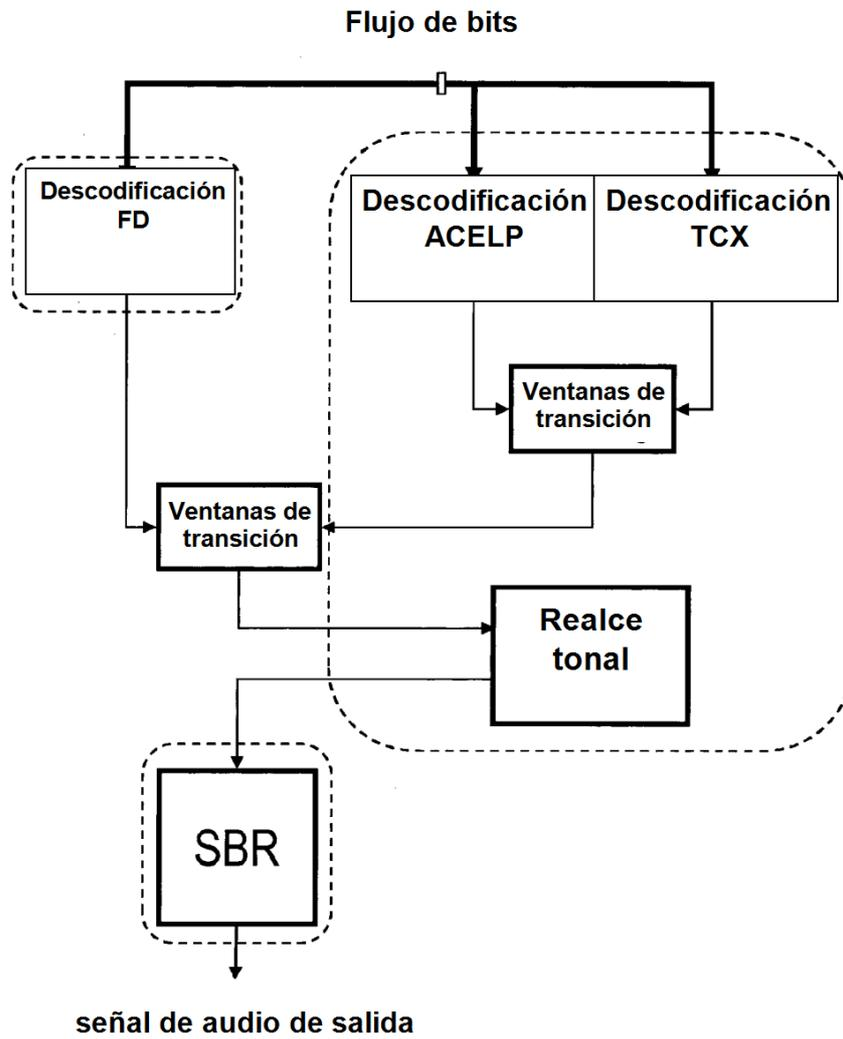 Flujo de bits
Descodificación
FD
Descodificación
ACELP
Descodificación
TCX
Ventanas de
transición
Ventanas de
transición
Realce
tonal
SBR
señal de audio de salida